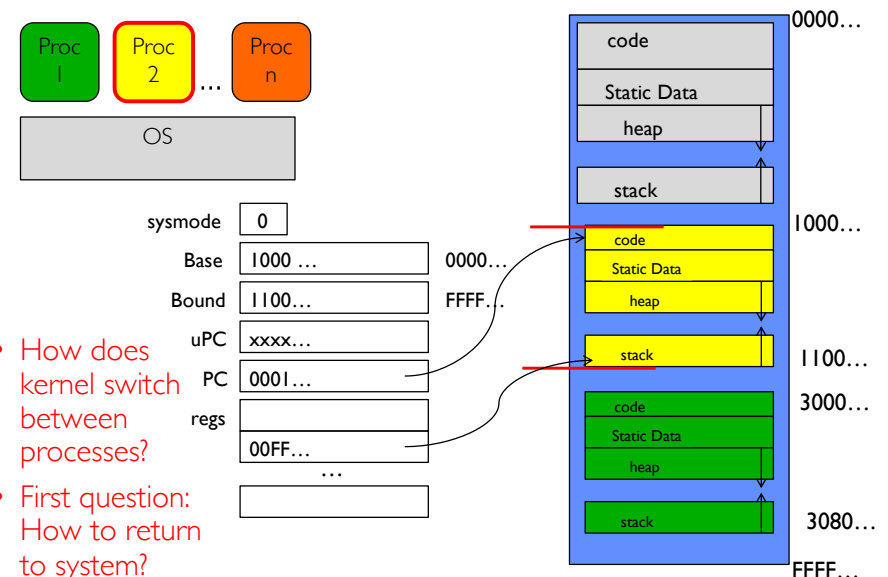 Proc
1
Proc
2
...
Proc
n
OS
sysmode 0
Base 1000 ... 0000...
Bound 1100... FFFF...
uPC xxxx...
PC 0001...
regs
00FF...
...
• How does
kernel switch
between
processes?
• First question:
How to return
to system?
0000...
code
Static Data
heap
stack
1000...
code
Static Data
heap
stack
1100...
3000...
code
Static Data
heap
stack
3080...
FFFF...